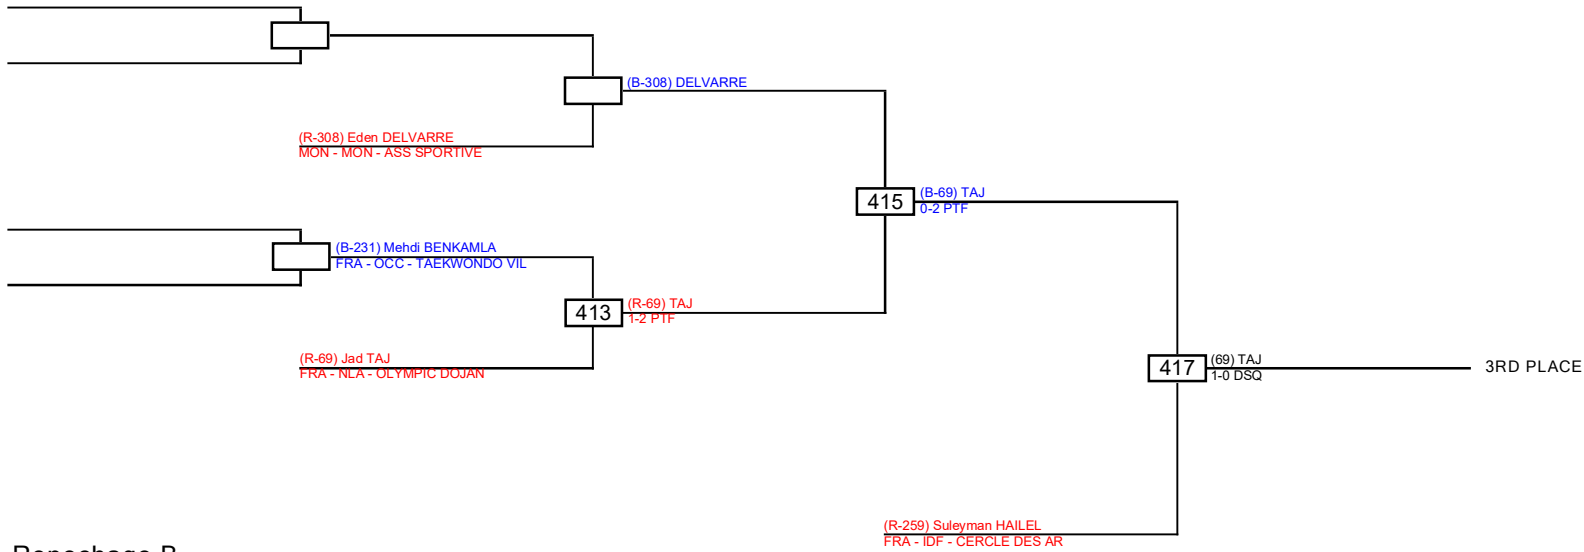 (B-308) DELVARRE
(R-308) Eden DELVARRE
MON - MON - ASS SPORTIVE
415
(B-69) TAJ
0-2 PTF
(B-231) Mehdi BENKAMLA
FRA - OCC - TAEKWONDO VIL
413
(R-69) TAJ
1-2 PTF
(R-69) Jad TAJ
FRA - NLA - OLYMPIC DOJAN
417
(69) TAJ
1-0 DSQ
3RD PLACE
(R-259) Suleyman HAILEL
FRA - IDF - CERCLE DES AR
Repechage B